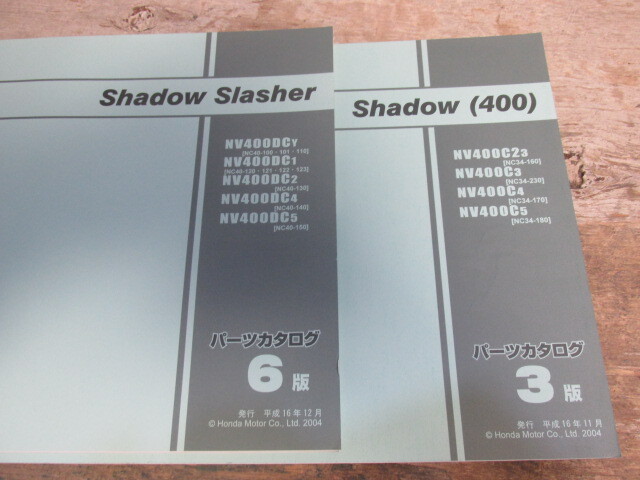 Shadow Slasher
NV400DCY
[NC40-100・101・110]
NV400DC1
[NC40-120・121・122・123]
NV400DC2
[NC40-130]
NV400DC4
[NC40-140]
NV400DC5
[NC40-150]
パーツカタログ
6版
発行 平成16年12月
© Honda Motor Co., Ltd. 2004
Shadow (400)
NV400C23
[NC34-160]
NV400C3
[NC34-230]
NV400C4
[NC34-170]
NV400C5
[NC34-180]
パーツカタログ
3版
発行 平成16年11月
© Honda Motor Co., Ltd. 2004